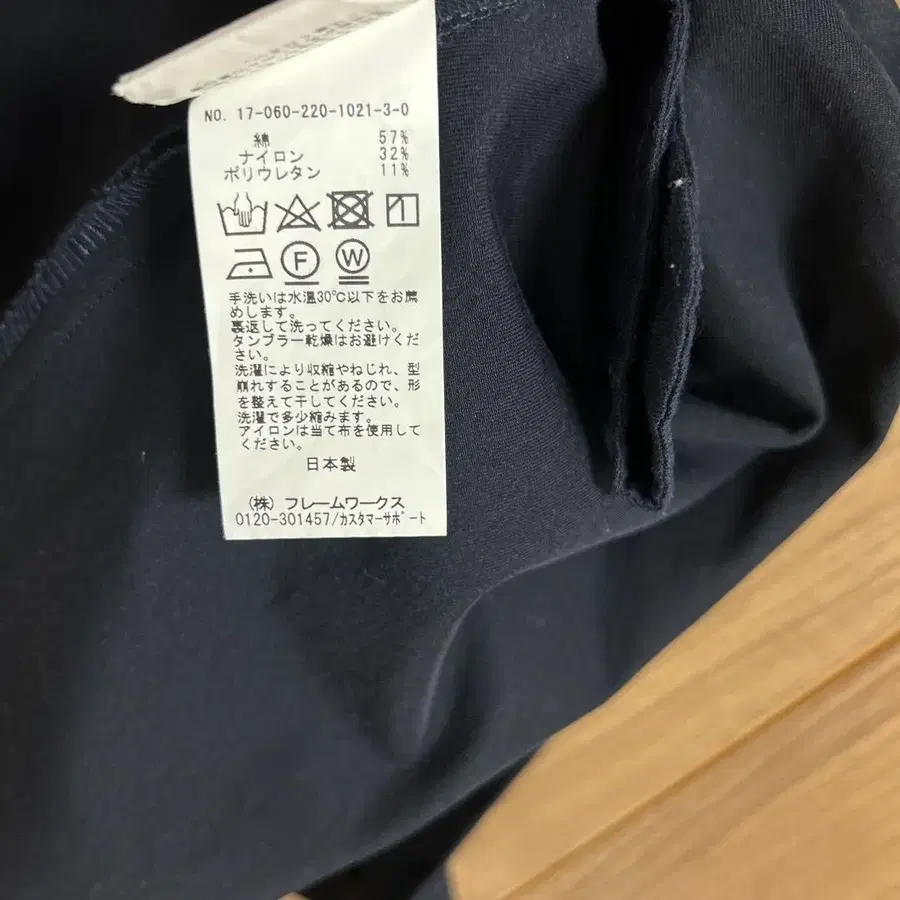 NO. 17-060-220-1021-3-0
綿 57%
ナイロン 32%
ポリウレタン 11%
F W
手洗いは水温30℃以下をお薦
めします。
裏返して洗ってください。
タンブラー乾燥はお避けくだ
さい。
洗濯により収縮やねじれ、型
崩れすることがあるので、形
を整えて干してください。
洗濯で多少縮みます。
アイロンは当て布を使用して
ください。
日本製
(株) フレームワークス
0120-301457/カスタマーサポート